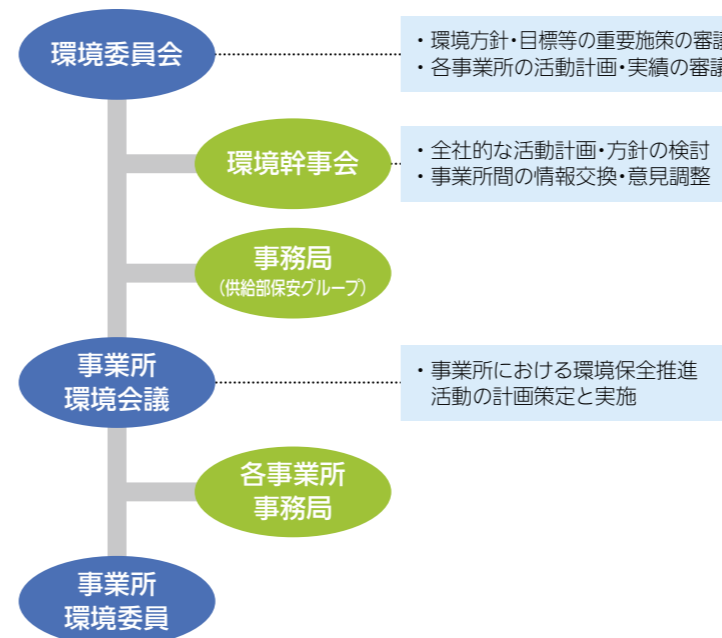 環境委員会
・環境方針・目標等の重要施策の審議
・各事業所の活動計画・実績の審議
環境幹事会
・全社的な活動計画・方針の検討
・事業所間の情報交換・意見調整
事務局
（供給部保安グループ）
事業所
環境会議
・事業所における環境保全推進
活動の計画策定と実施
各事業所
事務局
事業所
環境委員